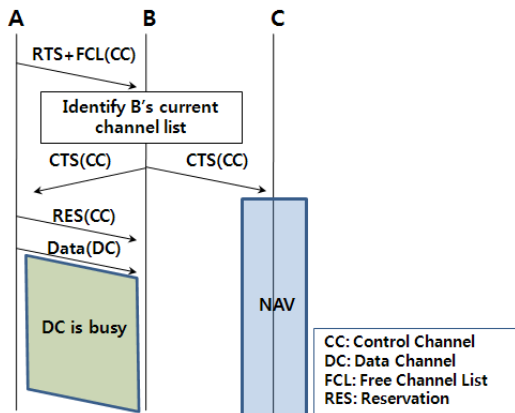 A
B
C
RTS+FCL(CC)
Identify B's current
channel list
CTS(CC)
CTS(CC)
RES(CC)
Data(DC)
DC is busy
NAV
CC: Control Channel
DC: Data Channel
FCL: Free Channel List
RES: Reservation